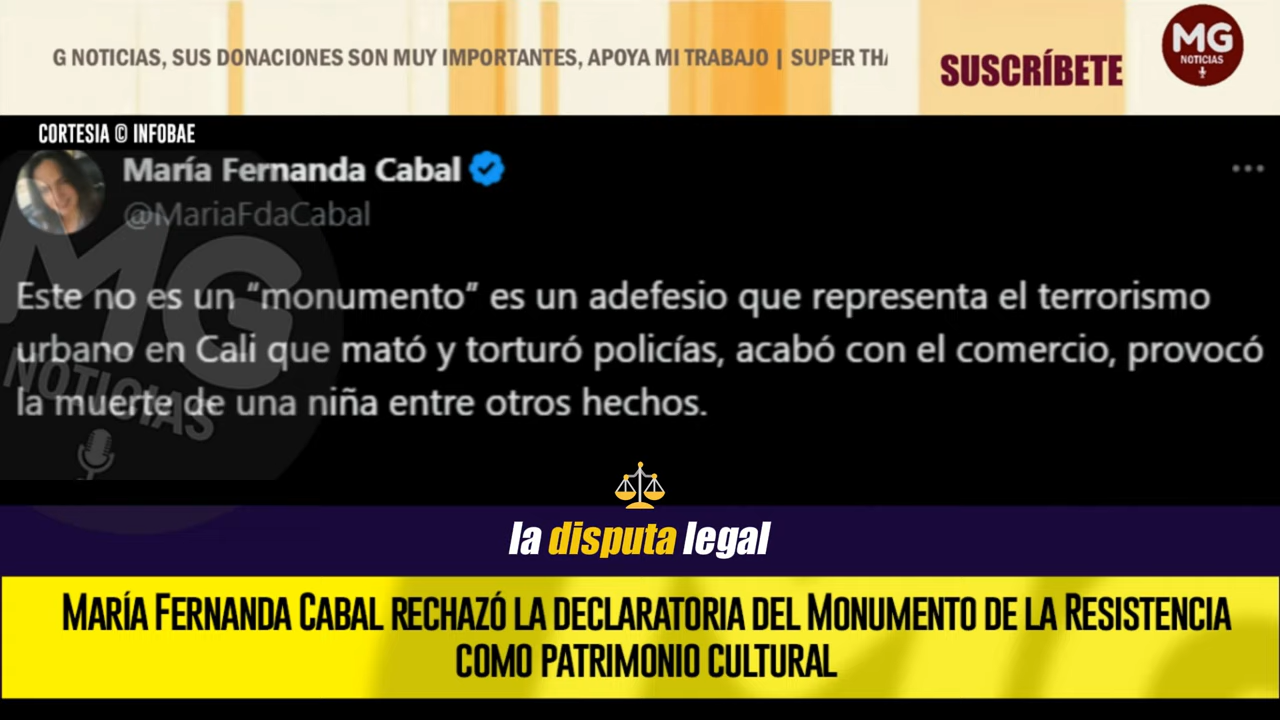 G NOTICIAS, SUS DONACIONES SON MUY IMPORTANTES, APOYA MI TRABAJO | SUPER THA
SUSCRÍBETE
MG
NOTICIAS
CORTESIA © INFOBAE
María Fernanda Cabal
@MariaFdaCabal
Este no es un “monumento” es un adefesio que representa el terrorismo
urbano en Cali que mató y torturó policías, acabó con el comercio, provocó
la muerte de una niña entre otros hechos.
MG
NOTICIAS
la disputa legal
MARÍA FERNANDA CABAL RECHAZÓ LA DECLARATORIA DEL MONUMENTO DE LA RESISTENCIA
COMO PATRIMONIO CULTURAL